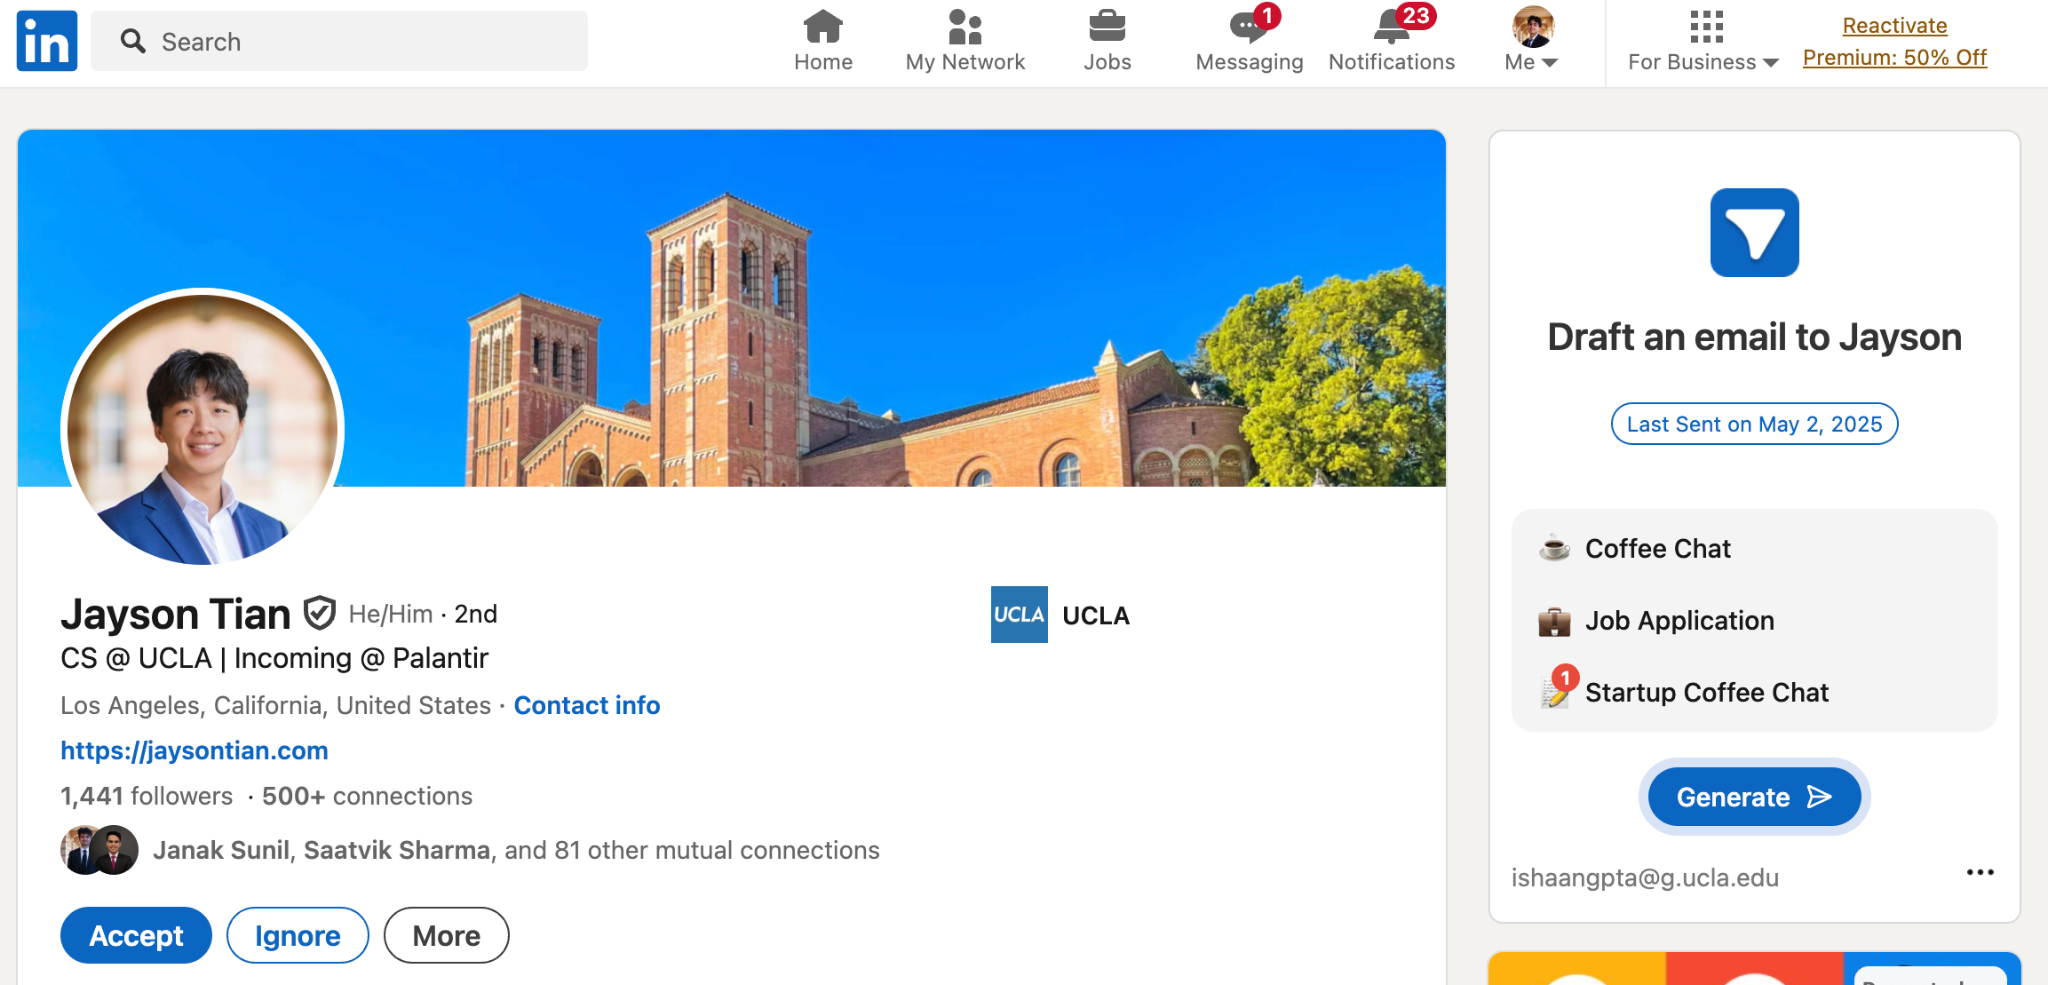 in
Search
Home
My Network
Jobs
1
Messaging
23
Notifications
Me
For Business
Reactivate
Premium: 50% Off
Jayson Tian He/Him · 2nd
CS @ UCLA | Incoming @ Palantir
Los Angeles, California, United States · Contact info
https://jaysontian.com
1,441 followers · 500+ connections
Janak Sunil, Saatvik Sharma, and 81 other mutual connections
Accept
Ignore
More
UCLA
UCLA
Draft an email to Jayson
Last Sent on May 2, 2025
Coffee Chat
Job Application
1
Startup Coffee Chat
Generate
ishaangpta@g.ucla.edu